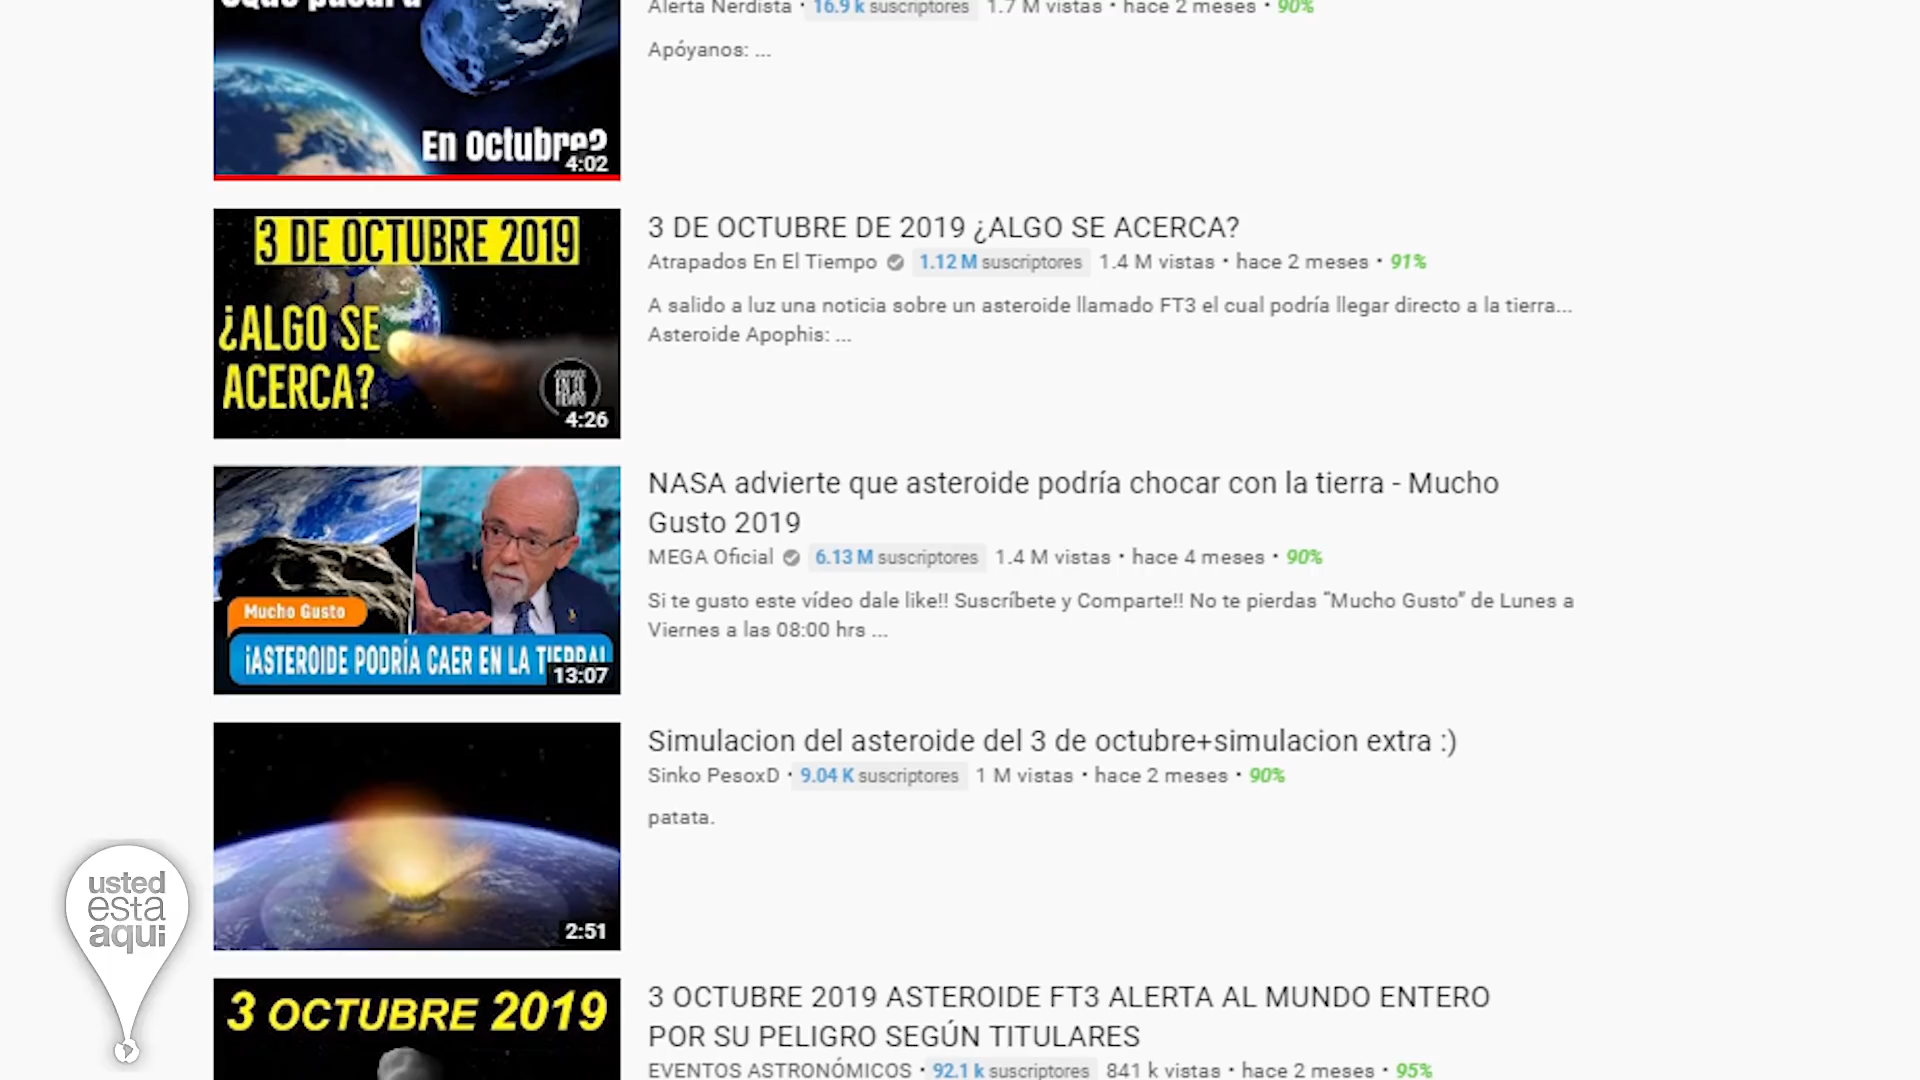 Alerta Nerdista • 16.9 k suscriptores 1.7 M vistas • hace 2 meses • 90%
Apóyanos: ...
En Octubre?
4:02
3 DE OCTUBRE 2019
¿ALGO SE
ACERCA?
4:26
3 DE OCTUBRE DE 2019 ¿ALGO SE ACERCA?
Atrapados En El Tiempo 1.12 M suscriptores 1.4 M vistas • hace 2 meses • 91%
A salido a luz una noticia sobre un asteroide llamado FT3 el cual podría llegar directo a la tierra...
Asteroide Apophis: ...
Mucho Gusto
¡ASTEROIDE PODRÍA CAER EN LA TIERRA!
13:07
NASA advierte que asteroide podría chocar con la tierra - Mucho
Gusto 2019
MEGA Oficial 6.13 M suscriptores 1.4 M vistas • hace 4 meses • 90%
Si te gusto este vídeo dale like!! Suscríbete y Comparte!! No te pierdas "Mucho Gusto" de Lunes a
Viernes a las 08:00 hrs ...
2:51
Simulacion del asteroide del 3 de octubre+simulacion extra :)
Sinko PesoxD • 9.04 K suscriptores 1 M vistas • hace 2 meses • 90%
patata.
usted
esta
aqui
3 OCTUBRE 2019
3 OCTUBRE 2019 ASTEROIDE FT3 ALERTA AL MUNDO ENTERO
POR SU PELIGRO SEGÚN TITULARES
EVENTOS ASTRONÓMICOS • 92.1 k suscriptores 841 k vistas • hace 2 meses • 95%